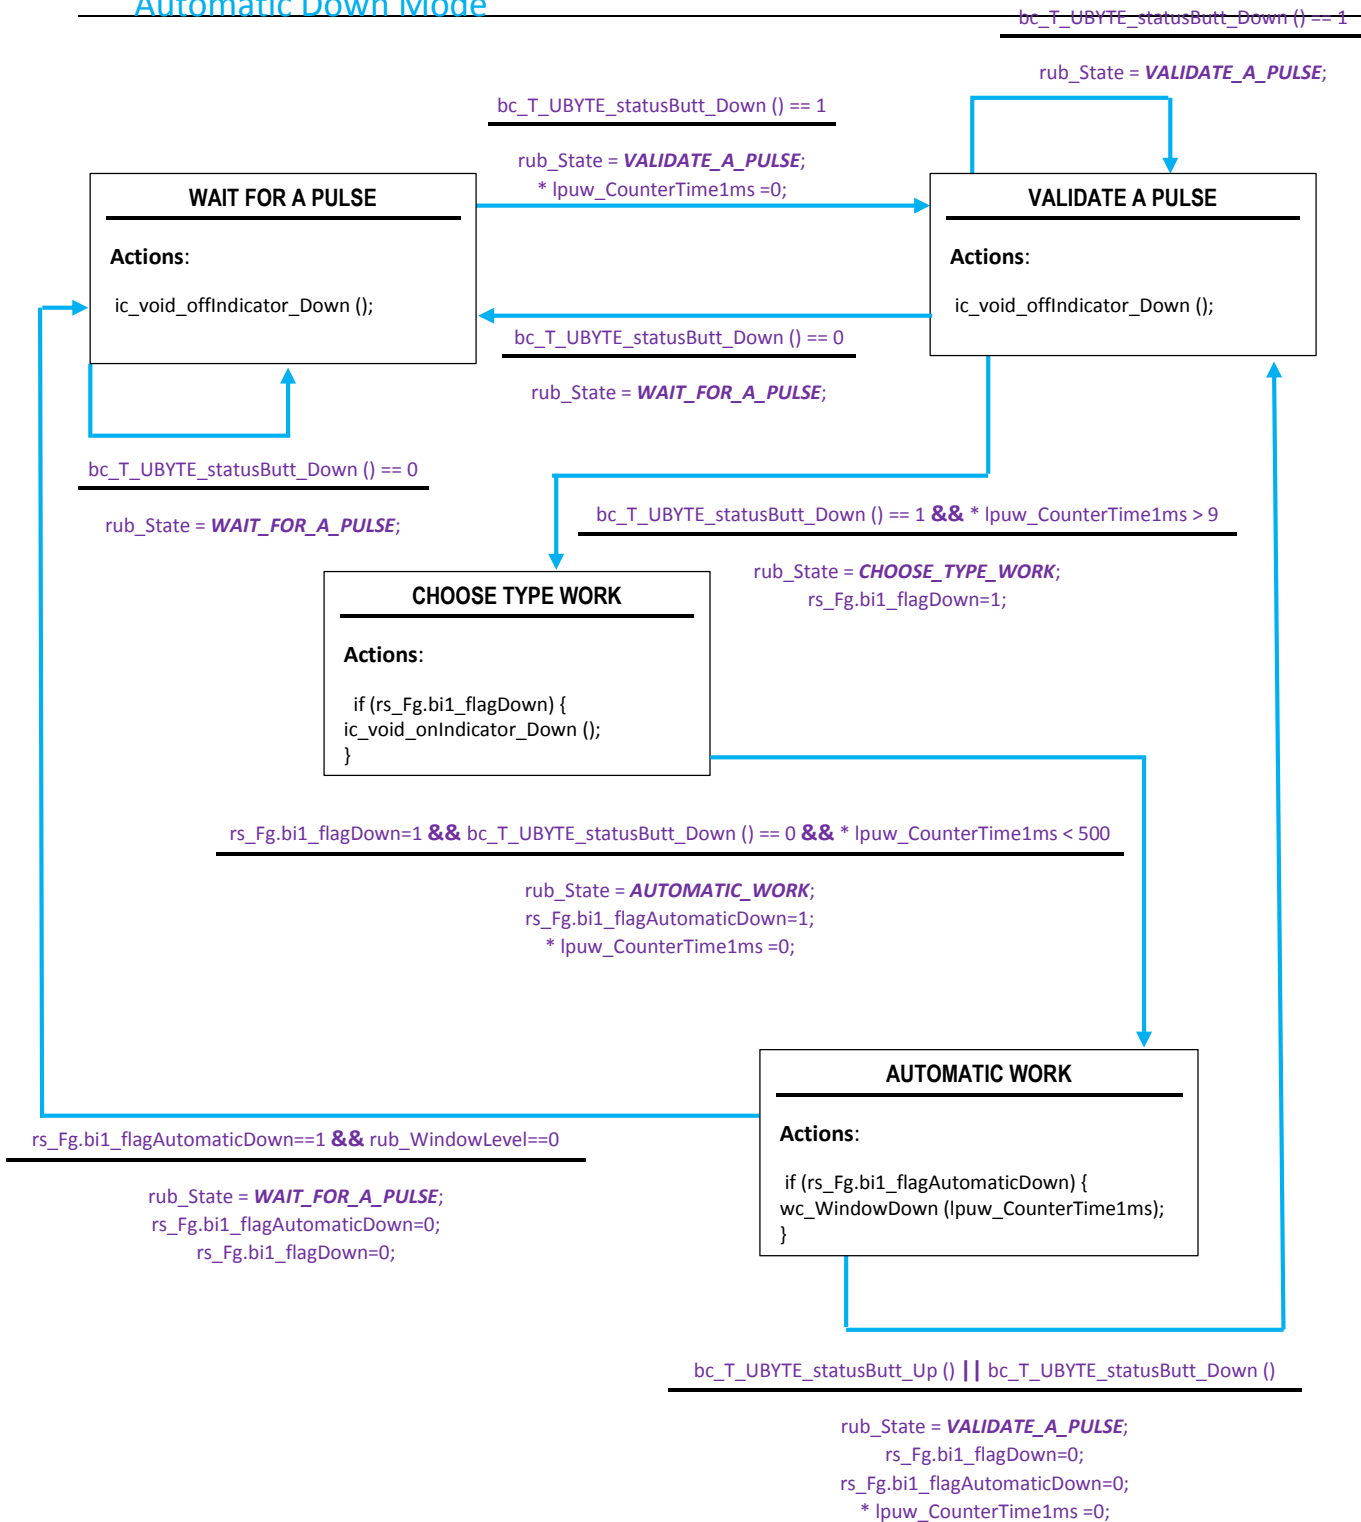 Automatic Down Mode
bc_T_UBYTE_statusButt_Down () == 1
rub_State = VALIDATE_A_PULSE;
bc_T_UBYTE_statusButt_Down () == 1
rub_State = VALIDATE_A_PULSE;
* lpuw_CounterTime1ms =0;
WAIT FOR A PULSE
Actions:
ic_void_offIndicator_Down ();
VALIDATE A PULSE
Actions:
ic_void_offIndicator_Down ();
bc_T_UBYTE_statusButt_Down () == 0
rub_State = WAIT_FOR_A_PULSE;
bc_T_UBYTE_statusButt_Down () == 0
rub_State = WAIT_FOR_A_PULSE;
bc_T_UBYTE_statusButt_Down () == 1 && * lpuw_CounterTime1ms > 9
rub_State = CHOOSE_TYPE_WORK;
rs_Fg.bi1_flagDown=1;
CHOOSE TYPE WORK
Actions:
if (rs_Fg.bi1_flagDown) {
ic_void_onIndicator_Down ();
}
rs_Fg.bi1_flagDown=1 && bc_T_UBYTE_statusButt_Down () == 0 && * lpuw_CounterTime1ms < 500
rub_State = AUTOMATIC_WORK;
rs_Fg.bi1_flagAutomaticDown=1;
* lpuw_CounterTime1ms =0;
AUTOMATIC WORK
Actions:
if (rs_Fg.bi1_flagAutomaticDown) {
wc_WindowDown (lpuw_CounterTime1ms);
}
rs_Fg.bi1_flagAutomaticDown==1 && rub_WindowLevel==0
rub_State = WAIT_FOR_A_PULSE;
rs_Fg.bi1_flagAutomaticDown=0;
rs_Fg.bi1_flagDown=0;
bc_T_UBYTE_statusButt_Up () || bc_T_UBYTE_statusButt_Down ()
rub_State = VALIDATE_A_PULSE;
rs_Fg.bi1_flagDown=0;
rs_Fg.bi1_flagAutomaticDown=0;
* lpuw_CounterTime1ms =0;